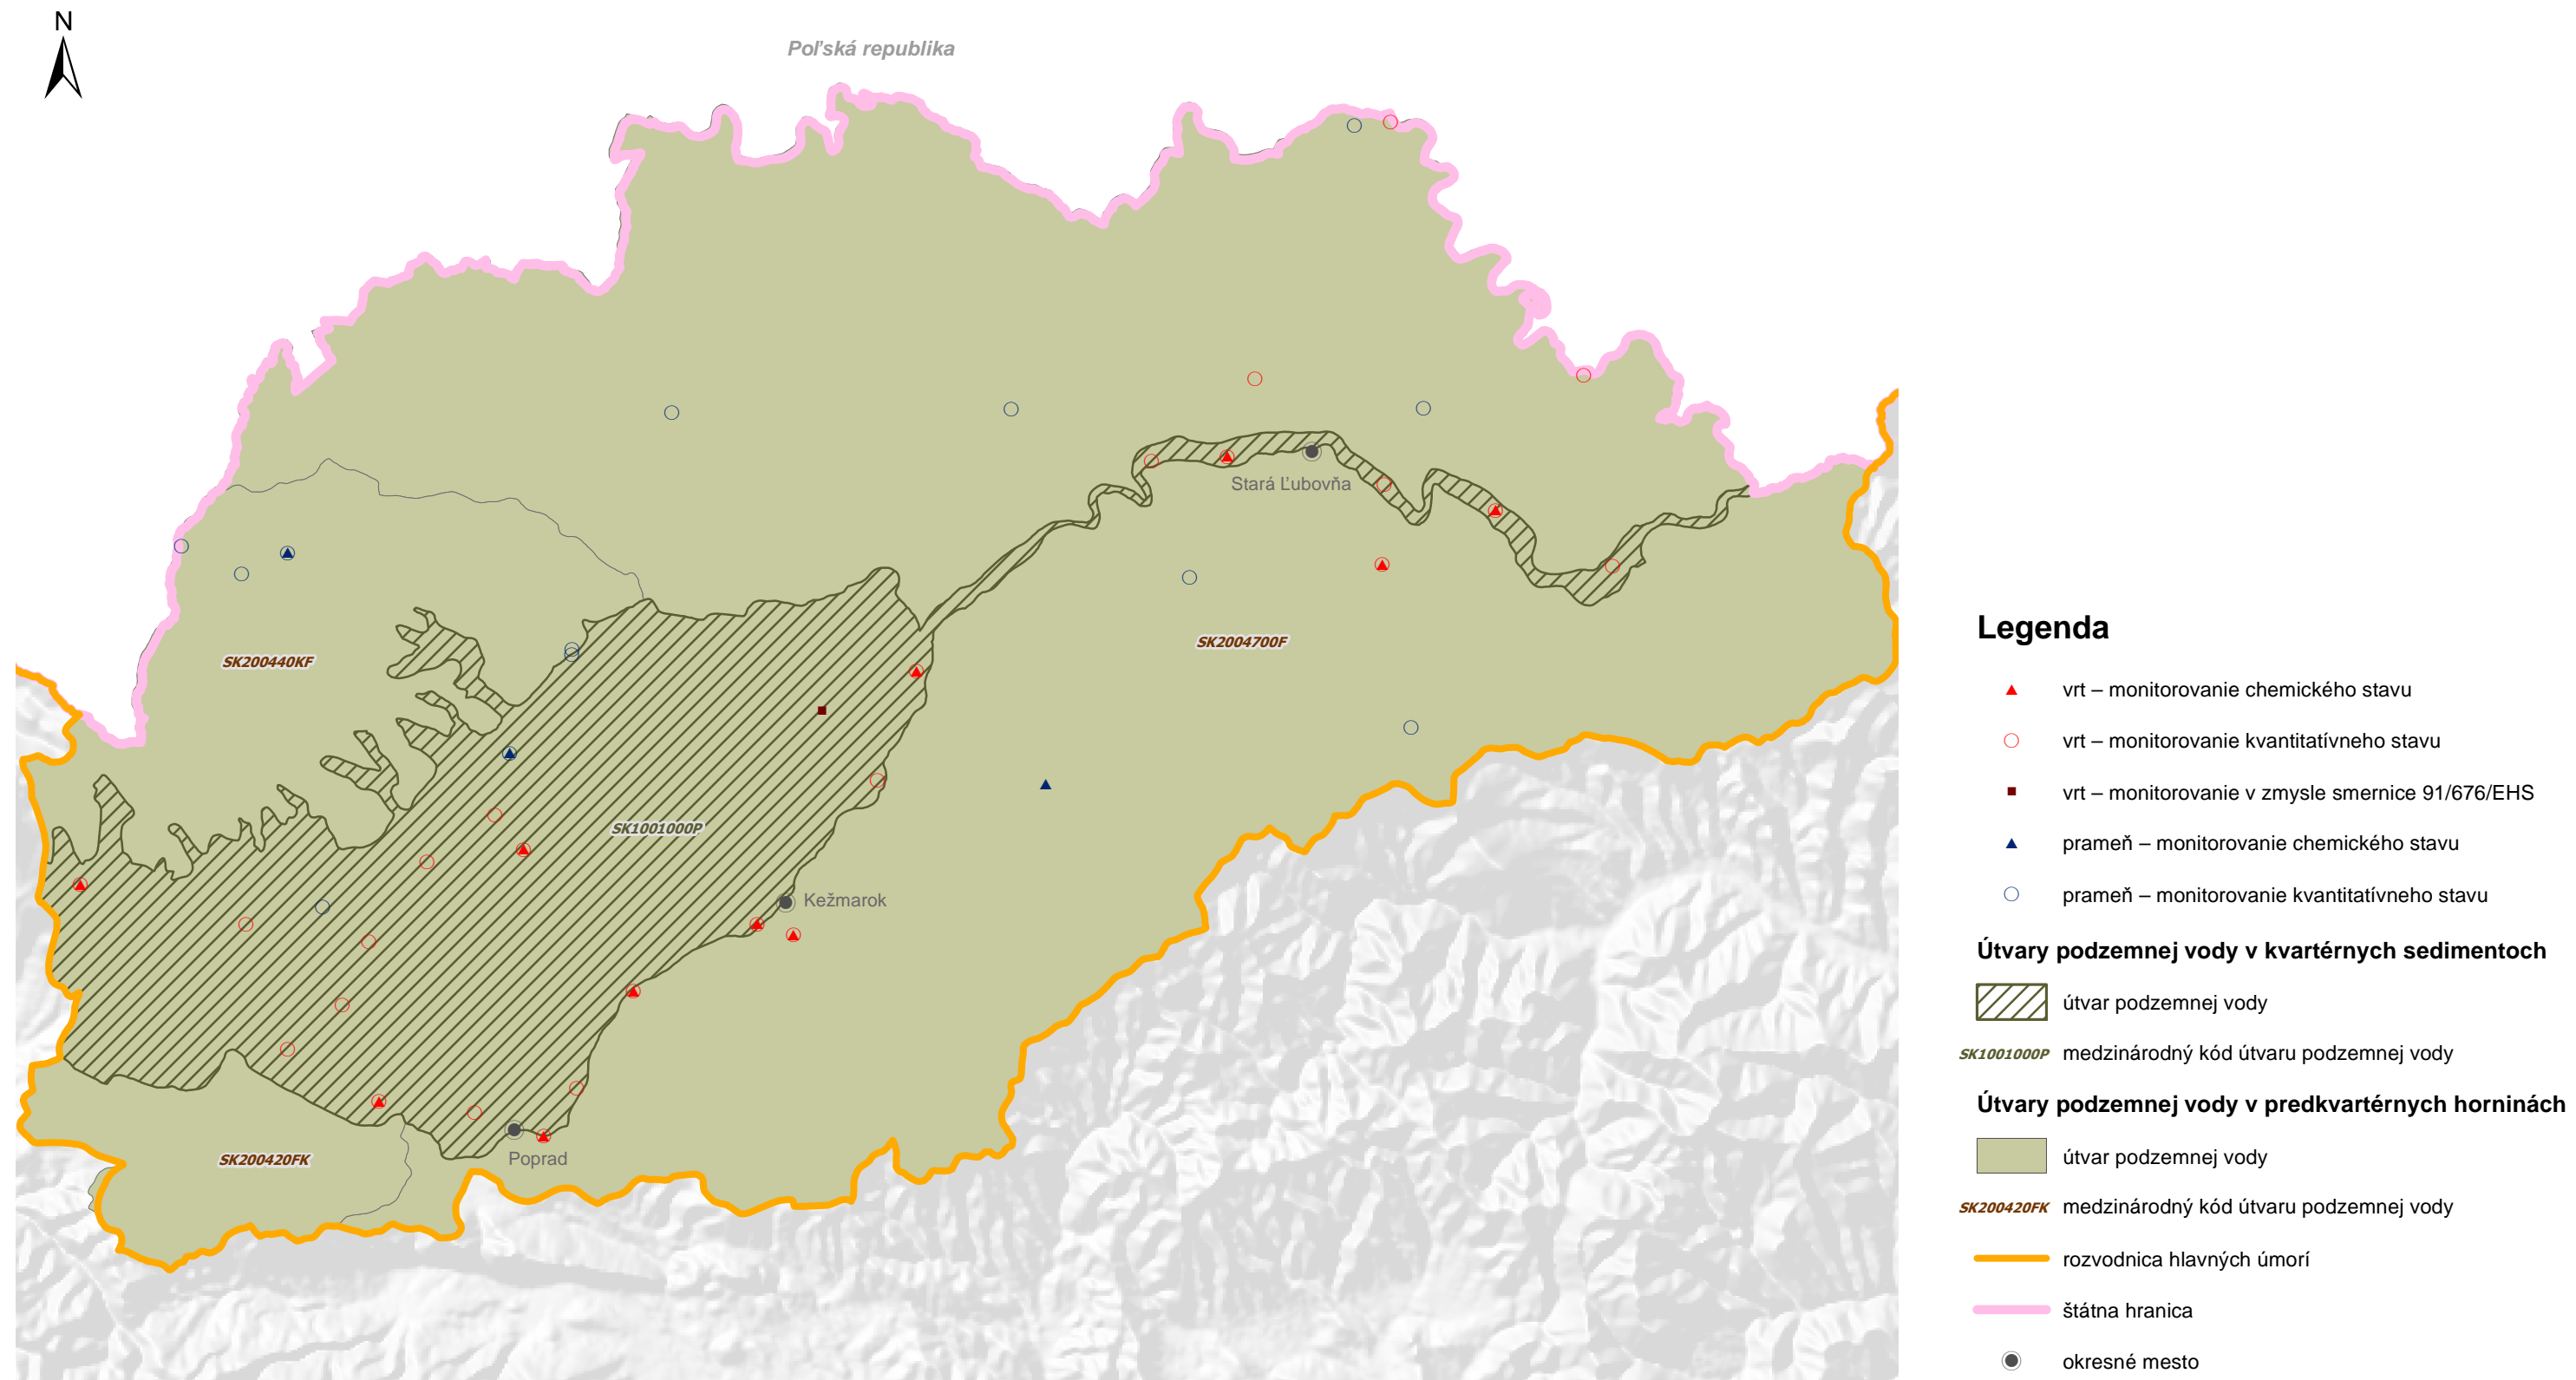 N
Poľská republika
Stará Ľubovňa
SK200440KF
SK2004700F
SK1001000P
Kežmarok
SK200420FK
Poprad
Legenda
vrt – monitorovanie chemického stavu
vrt – monitorovanie kvantitatívneho stavu
vrt – monitorovanie v zmysle smernice 91/676/EHS
prameň – monitorovanie chemického stavu
prameň – monitorovanie kvantitatívneho stavu
Útvary podzemnej vody v kvartérnych sedimentoch
útvar podzemnej vody
SK1001000P medzinárodný kód útvaru podzemnej vody
Útvary podzemnej vody v predkvartérnych horninách
útvar podzemnej vody
SK200420FK medzinárodný kód útvaru podzemnej vody
rozvodnica hlavných úmorí
štátna hranica
okresné mesto